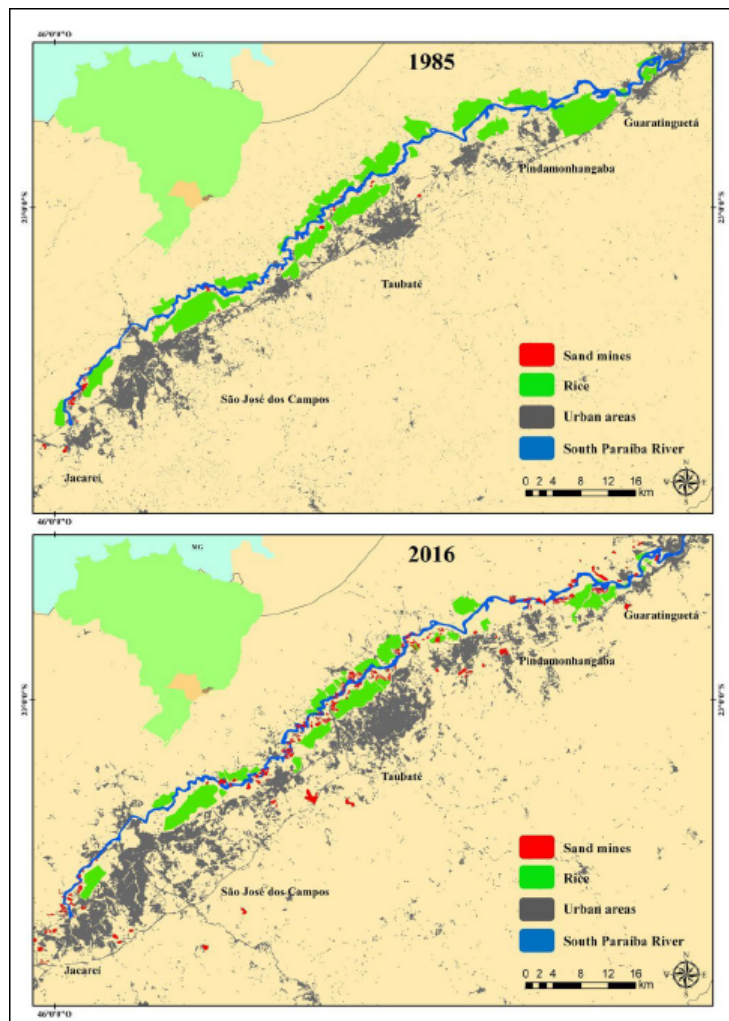 46°0'0"O
MG
1985
Guaratinguetá
Pindamonhangaba
23°0'0"S
23°0'0"S
Taubaté
Sand mines
Rice
São José dos Campos
Urban areas
South Paraíba River
Jacareí
N
E
S
0 2 4 8 12 16
km
46°0'0"O
46°0'0"O
MG
2016
Guaratinguetá
Pindamonhangaba
23°0'0"S
23°0'0"S
Taubaté
Sand mines
Rice
São José dos Campos
Urban areas
South Paraíba River
Jacareí
N
E
S
0 2 4 8 12 16
km
46°0'0"O